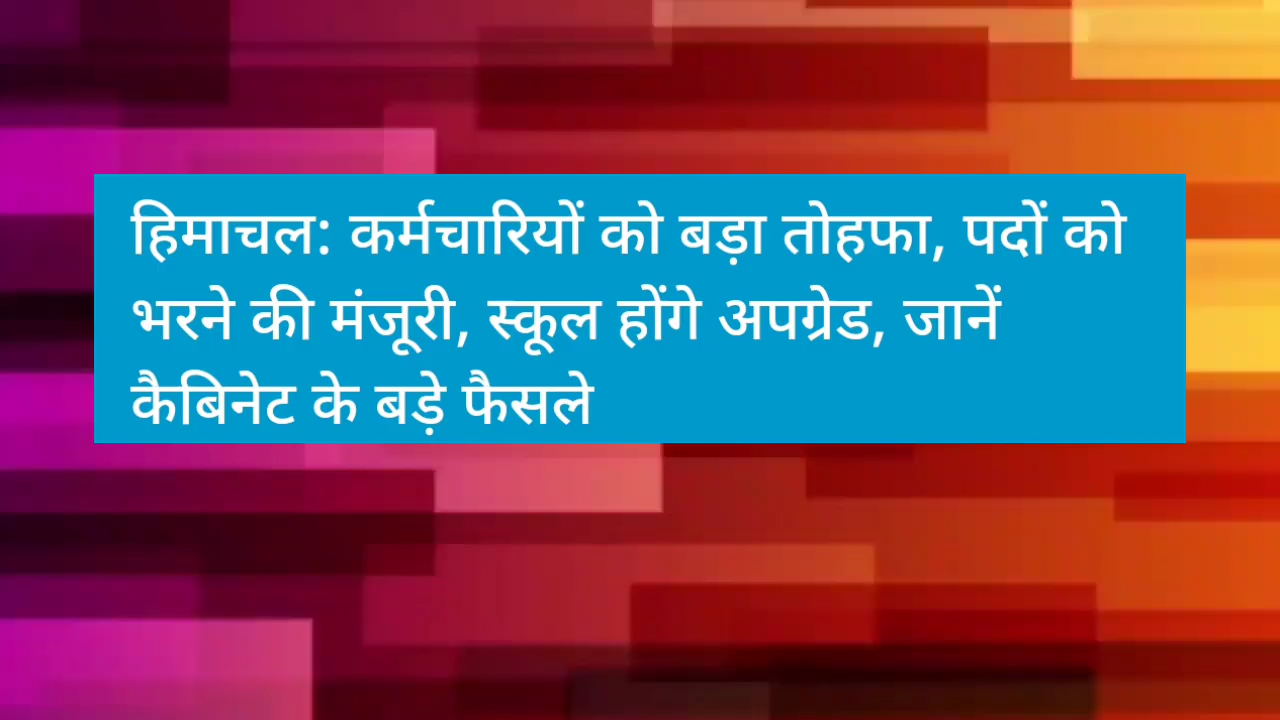 हिमाचल: कर्मचारियों को बड़ा तोहफा, पदों को
भरने की मंजूरी, स्कूल होंगे अपग्रेड, जानें
कैबिनेट के बड़े फैसले